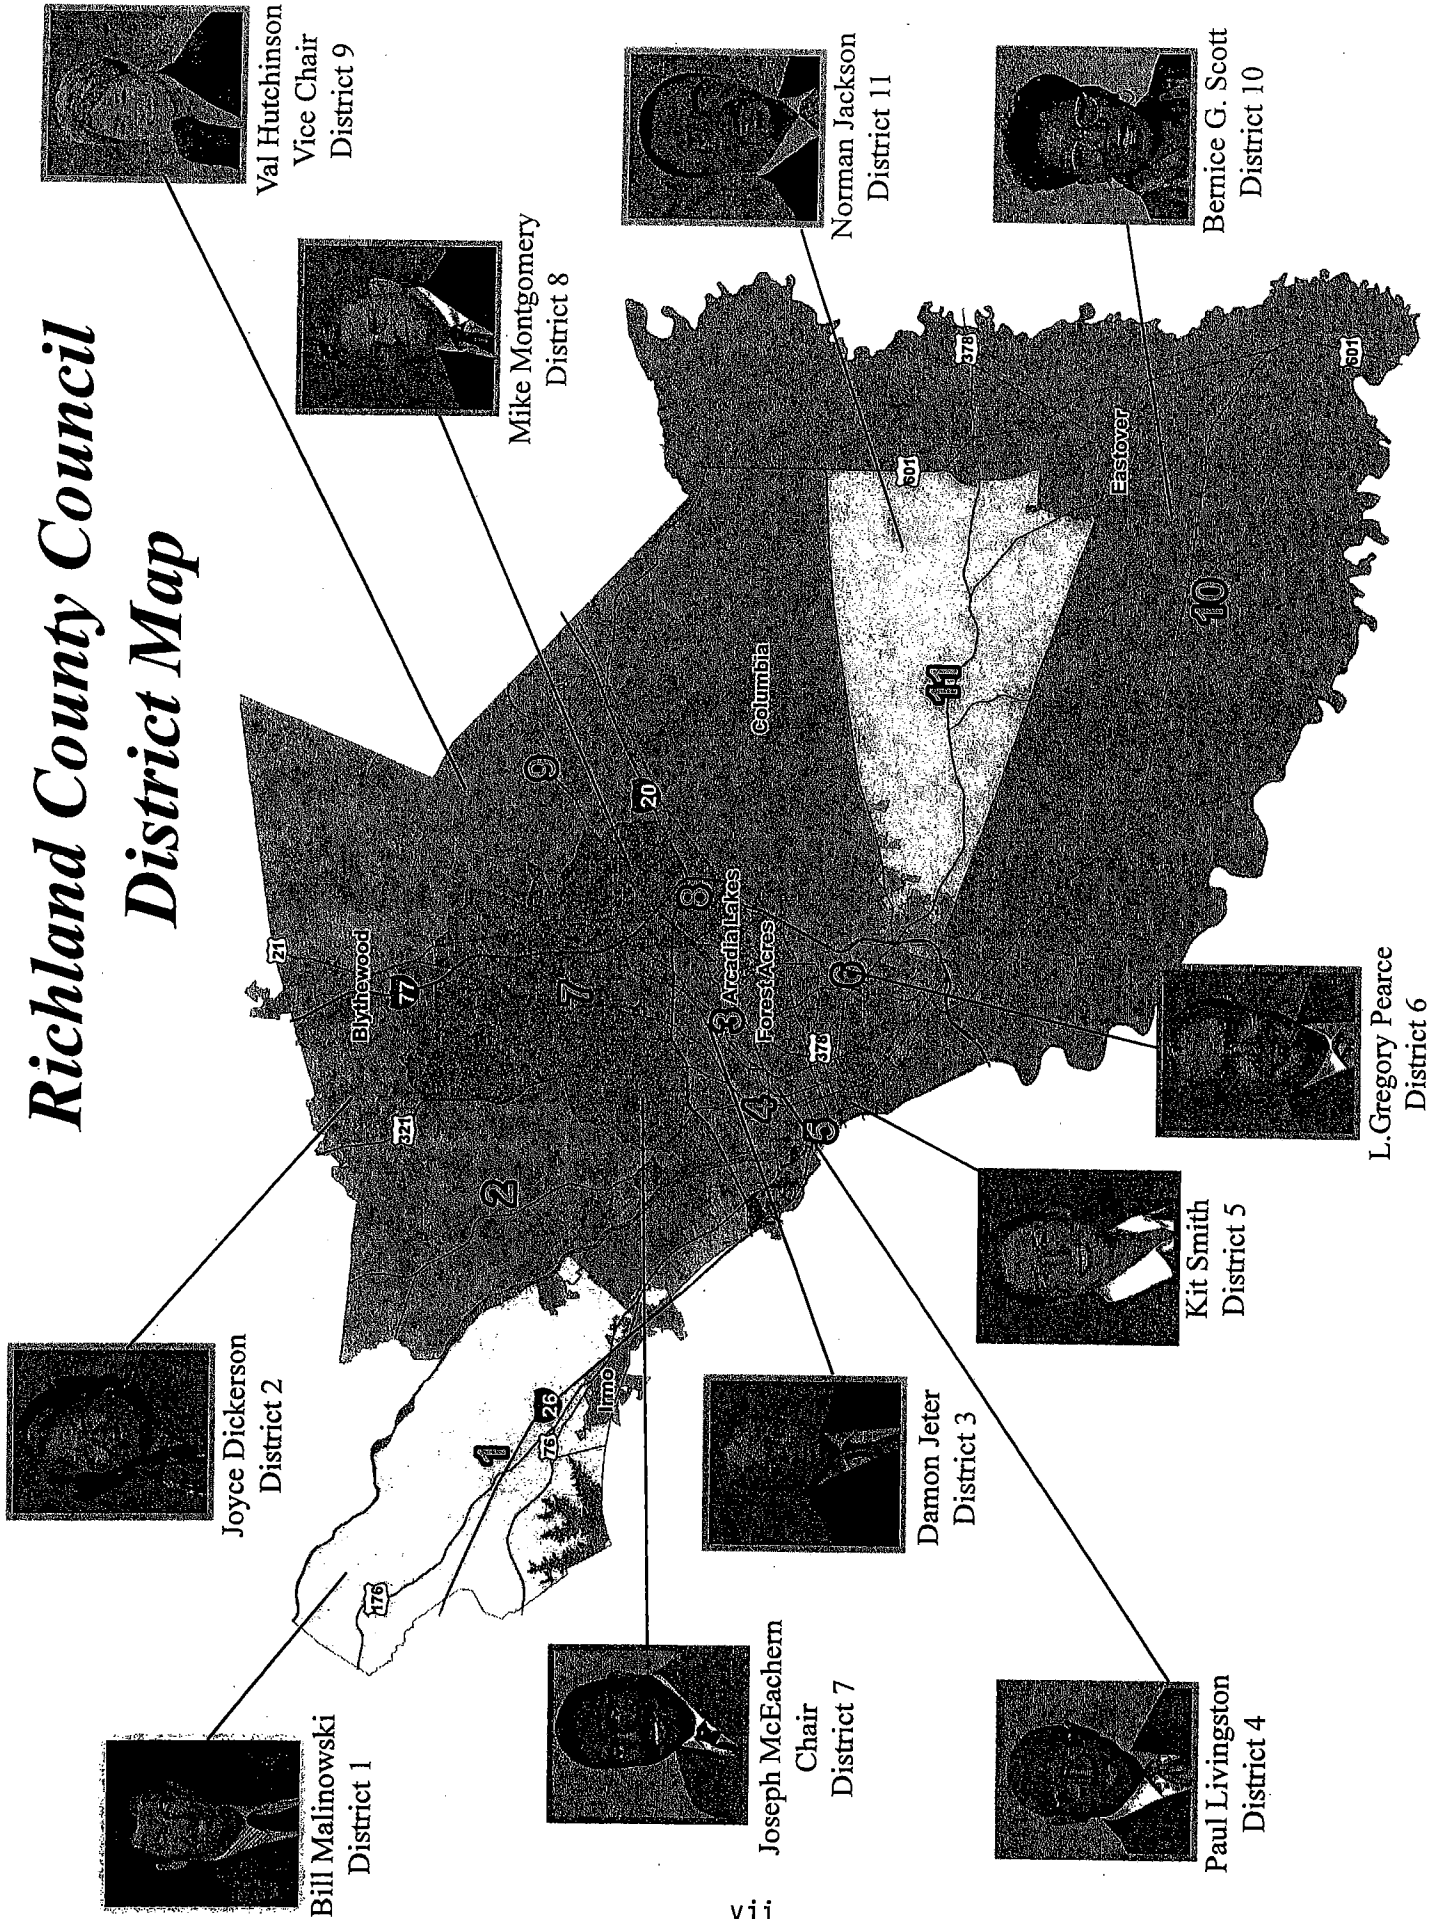 Richland County Council
District Map
Bill Malinowski
District 1
Joyce Dickerson
District 2
Val Hutchinson
Vice Chair
District 9
Mike Montgomery
District 8
Joseph McEachern
Chair
District 7
Damon Jeter
District 3
Norman Jackson
District 11
Paul Livingston
District 4
Kit Smith
District 5
L.Gregory Pearce
District 6
Bernice G. Scott
District 10
176
1
26
76
Irmo
2
321
21
Blythewood
77
7
9
20
8
3
Arcadia Lakes
Forest Acres
Columbia
4
5
378
6
11
601
378
Eastover
10
601
vii